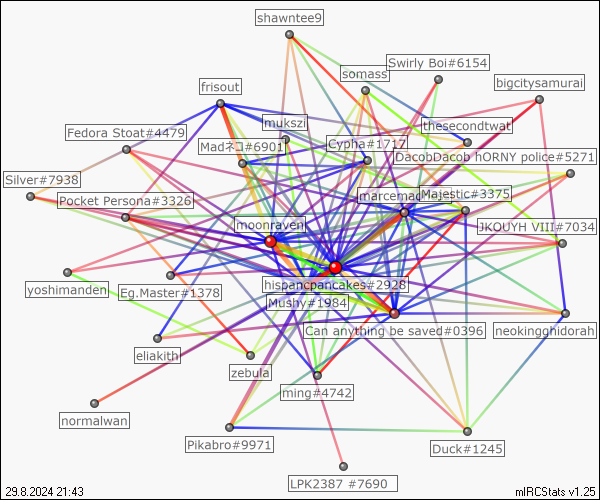 shawntee9
Swirly Boi#6154
somass
bigcitysamurai
frisout
mukszi
thesecondtwat
Fedora Stoat#4479
Cypha#1717
Madネコ#6901
DacobDacob hORNY police#5271
Silver#7938
marcemac
Majestic#3375
Pocket Persona#3326
moonraven
JKOUYH VIII#7034
hispancpancakes#2928
yoshimanden
Eg.Master#1378
Mushy#1984
Can anything be saved#0396
neokingghidorah
eliakith
zebula
ming#4742
normalwan
Pikabro#9971
Duck#1245
LPK2387 #7690
29.8.2024 21:43
mIRCStats v1.25